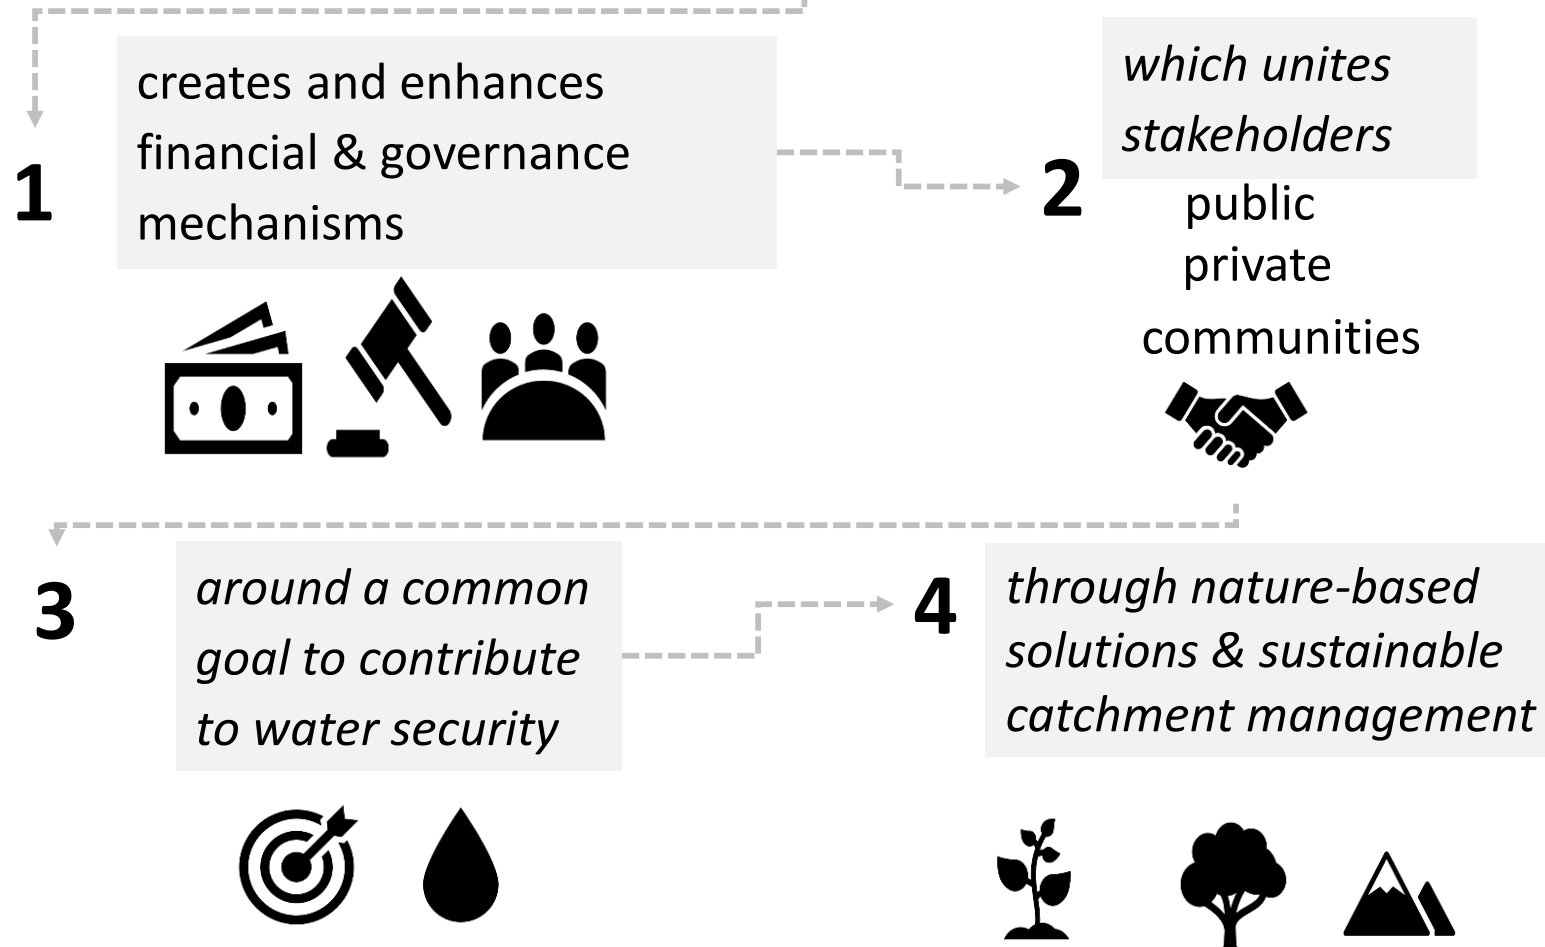 1
creates and enhances
financial & governance
mechanisms
2
which unites
stakeholders
public
private
communities
3
around a common
goal to contribute
to water security
4
through nature-based
solutions & sustainable
catchment management